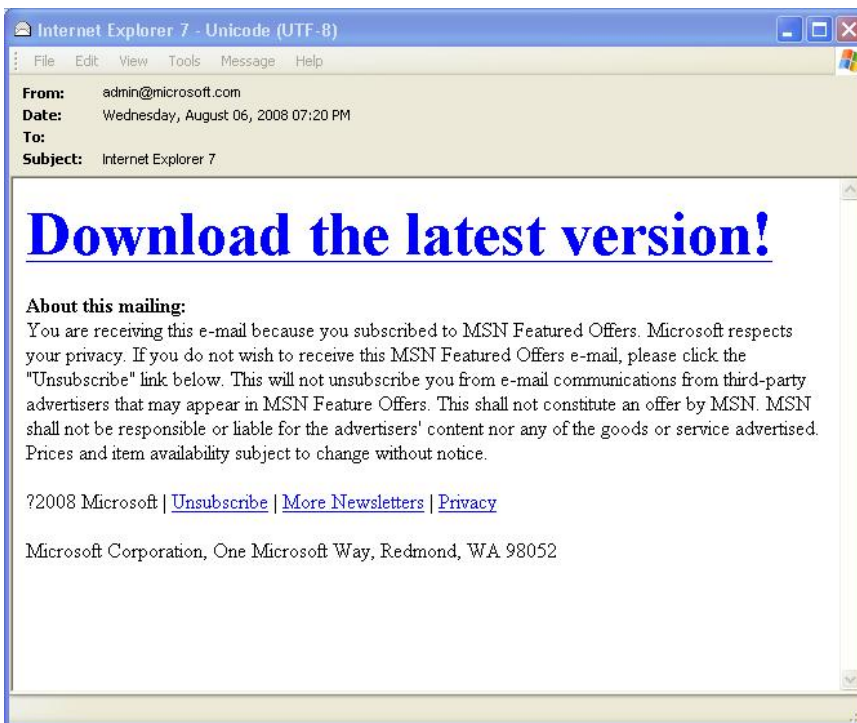 Internet Explorer 7 - Unicode (UTF-8)
File Edit View Tools Message Help
From: admin@microsoft.com
Date: Wednesday, August 06, 2008 07:20 PM
To:
Subject: Internet Explorer 7
Download the latest version!
About this mailing:
You are receiving this e-mail because you subscribed to MSN Featured Offers. Microsoft respects
your privacy. If you do not wish to receive this MSN Featured Offers e-mail, please click the
"Unsubscribe" link below. This will not unsubscribe you from e-mail communications from third-party
advertisers that may appear in MSN Feature Offers. This shall not constitute an offer by MSN. MSN
shall not be responsible or liable for the advertisers' content nor any of the goods or service advertised.
Prices and item availability subject to change without notice.
?2008 Microsoft | Unsubscribe | More Newsletters | Privacy
Microsoft Corporation, One Microsoft Way, Redmond, WA 98052